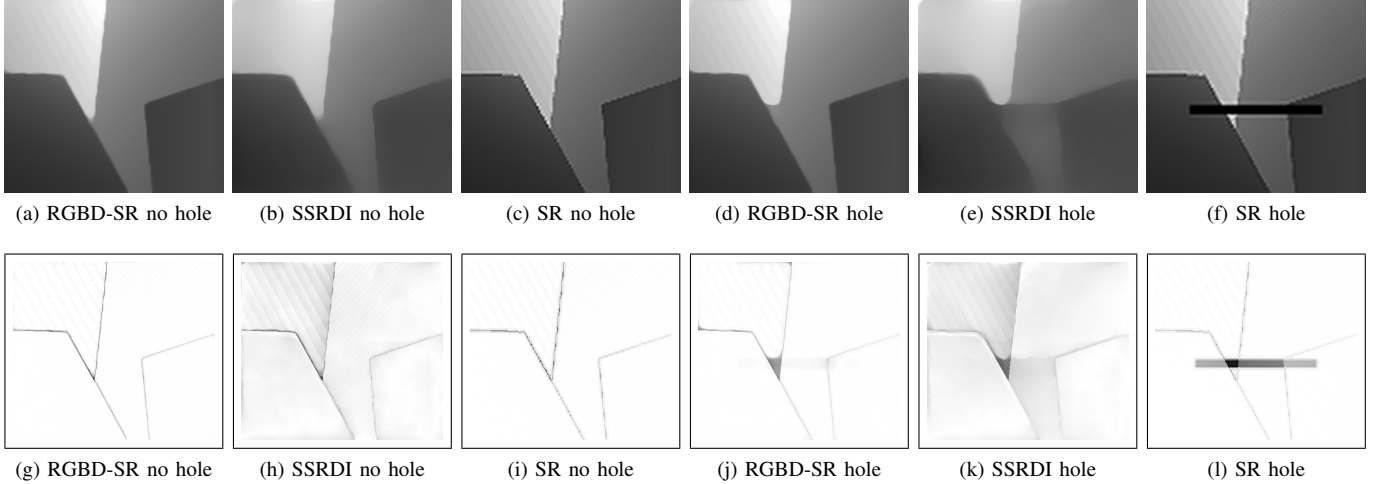 (a) RGBD-SR no hole (b) SSRDI no hole (c) SR no hole (d) RGBD-SR hole (e) SSRDI hole (f) SR hole
(g) RGBD-SR no hole (h) SSRDI no hole (i) SR no hole (j) RGBD-SR hole (k) SSRDI hole (l) SR hole